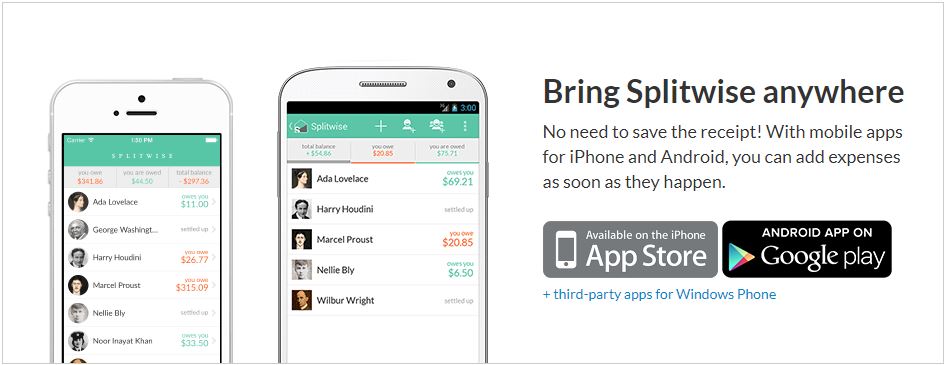 Carrier 1:30 PM
SPLITWISE
you owe you are owed total balance
$341.86 $44.50 - $297.36
Ada Lovelace owes you $11.00
George Washingt... settled up
Harry Houdini you owe $26.77
Marcel Proust you owe $315.09
Nellie Bly settled up
Noor Inayat Khan owes you $33.50
3G 3:00
Splitwise
total balance you owe you are owed
+ $54.86 $20.85 $75.71
Ada Lovelace owes you $69.21
Harry Houdini settled up
Marcel Proust you owe $20.85
Nellie Bly owes you $6.50
Wilbur Wright settled up
Bring Splitwise anywhere
No need to save the receipt! With mobile apps
for iPhone and Android, you can add expenses
as soon as they happen.
Available on the iPhone
App Store
ANDROID APP ON
Google play
+ third-party apps for Windows Phone